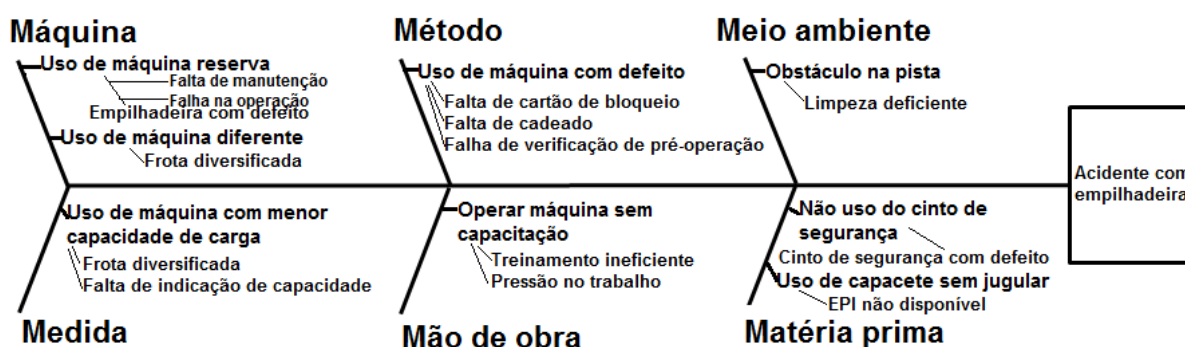 Máquina
Uso de máquina reserva
Falta de manutenção
Falha na operação
Empilhadeira com defeito
Uso de máquina diferente
Frota diversificada
Método
Uso de máquina com defeito
Falta de cartão de bloqueio
Falta de cadeado
Falha de verificação de pré-operação
Meio ambiente
Obstáculo na pista
Limpeza deficiente
Acidente com
empilhadeira
Uso de máquina com menor
capacidade de carga
Frota diversificada
Falta de indicação de capacidade
Medida
Operar máquina sem
capacitação
Treinamento ineficiente
Pressão no trabalho
Mão de obra
Não uso do cinto de
segurança
Cinto de segurança com defeito
Uso de capacete sem jugular
EPI não disponível
Matéria prima